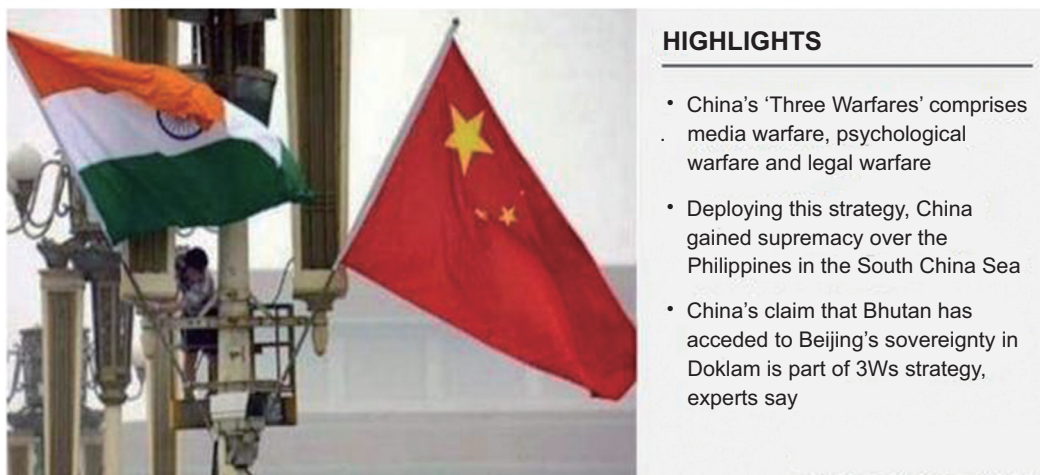 HIGHLIGHTS
• China’s ‘Three Warfares’ comprises
. media warfare, psychological
warfare and legal warfare
• Deploying this strategy, China
gained supremacy over the
Philippines in the South China Sea
• China’s claim that Bhutan has
acceded to Beijing’s sovereignty in
Doklam is part of 3Ws strategy,
experts say